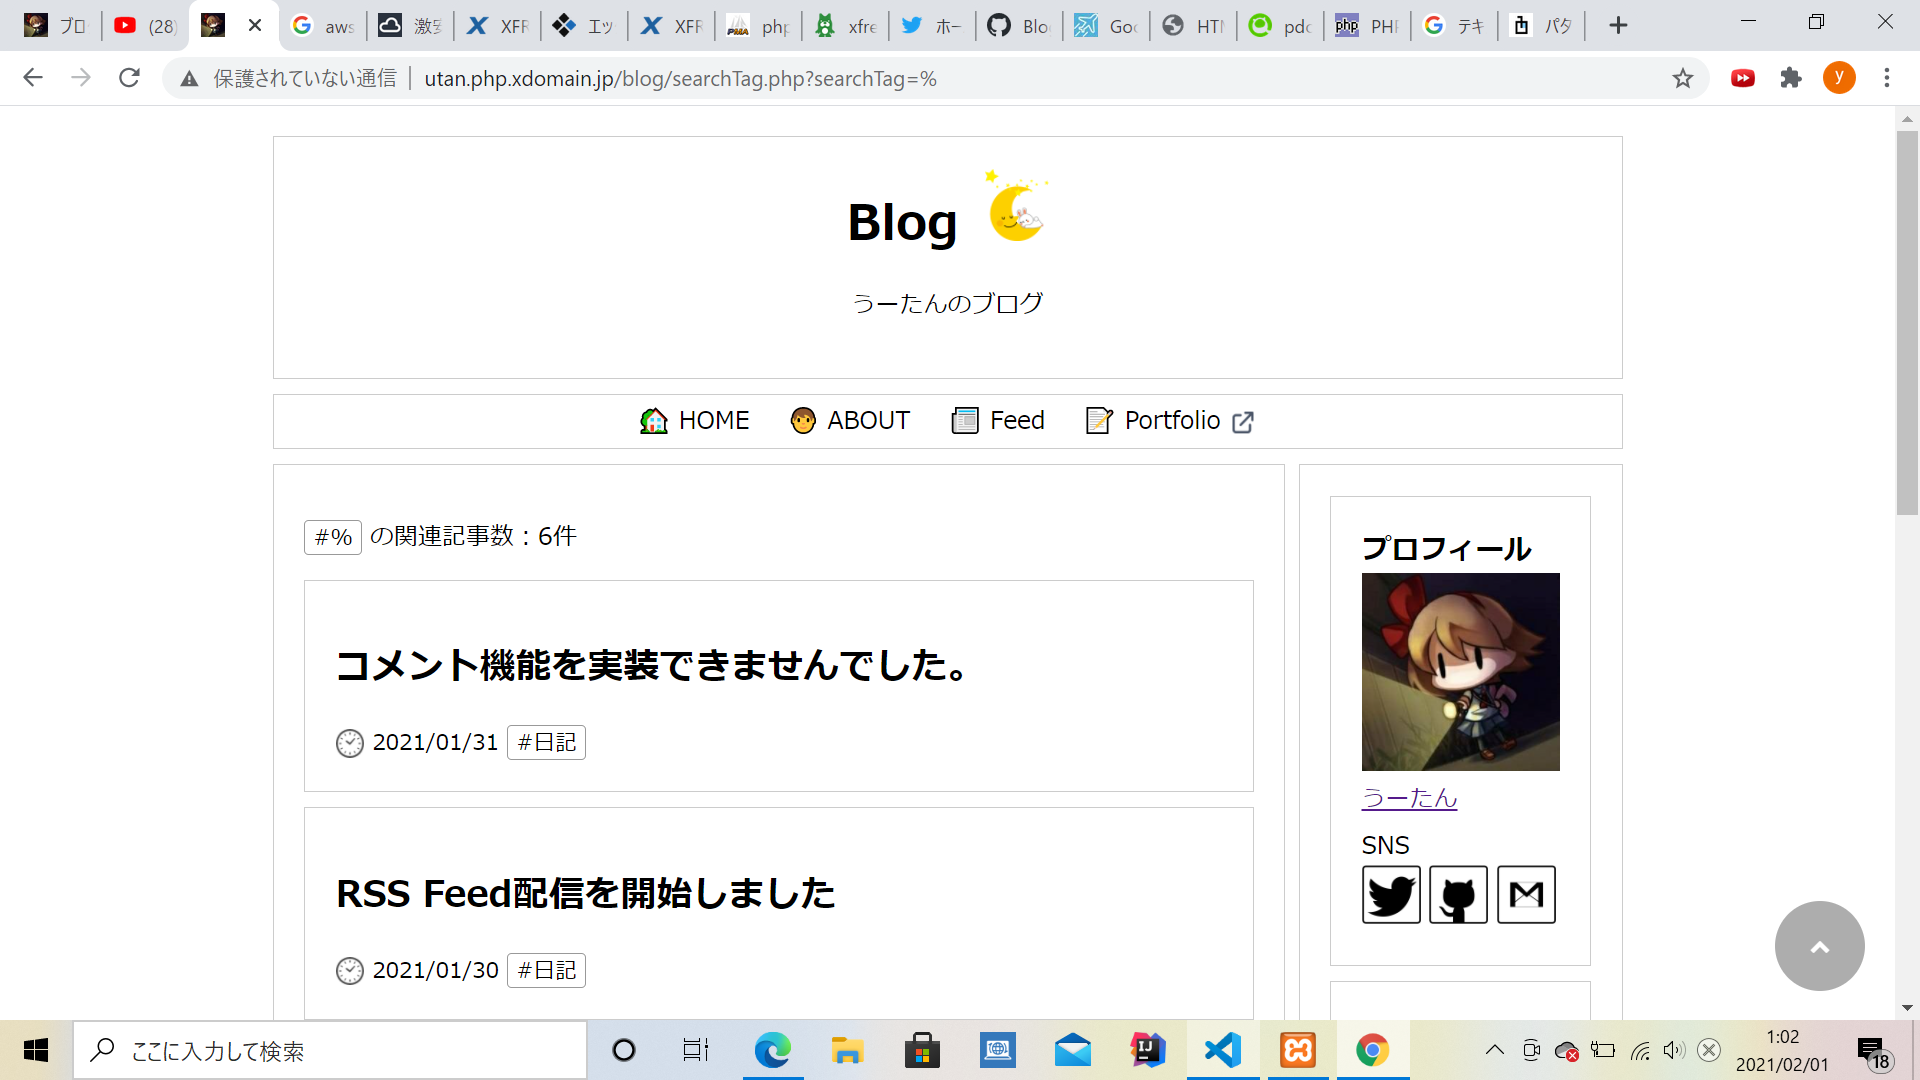 ブロ
(28)
aws
激安
XFR
エッ
XFR
php
xfre
ホー
Blo
Goo
HTM
pdo
PHP
テキ
パタ
保護されていない通信
utan.php.xdomain.jp/blog/searchTag.php?searchTag=%
y
Blog
うーたんのブログ
HOME
ABOUT
Feed
Portfolio
#% の関連記事数：6件
コメント機能を実装できませんでした。
2021/01/31 #日記
RSS Feed配信を開始しました
2021/01/30 #日記
プロフィール
うーたん
SNS
ここに入力して検索
1:02
2021/02/01
18